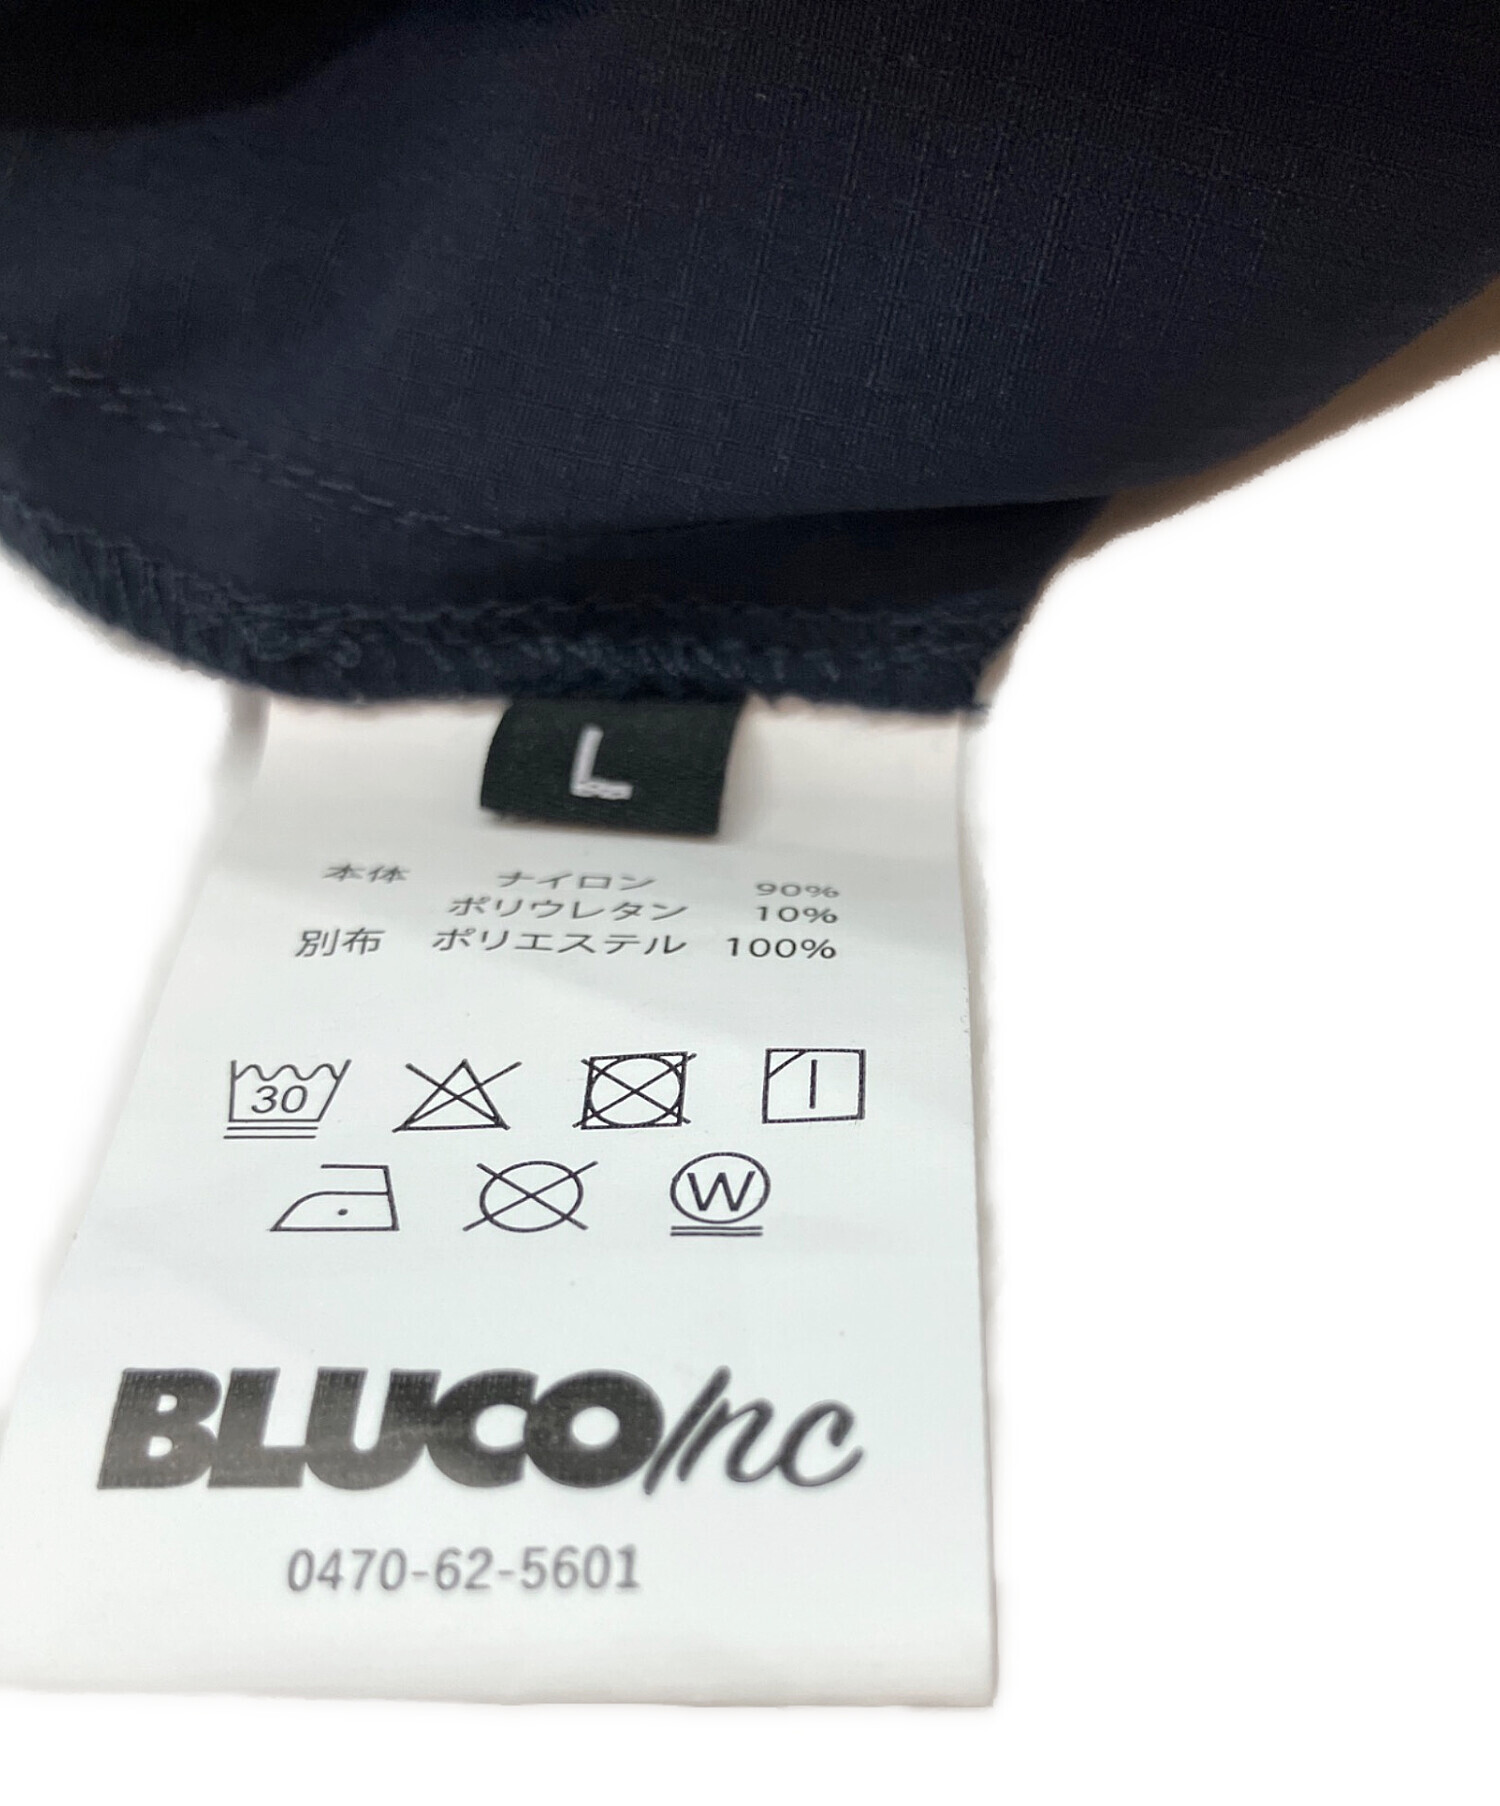 L
本体 ナイロン 90%
ポリウレタン 10%
別布 ポリエステル 100%
30
W
BLUCO Inc
0470-62-5601